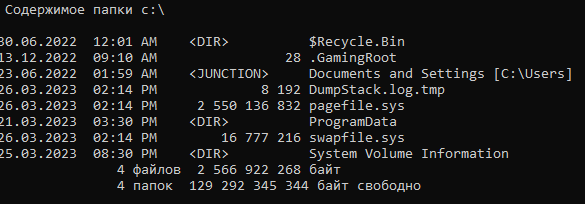 Содержимое папки c:\
30.06.2022  12:01 AM    <DIR>          $Recycle.Bin
13.12.2022  09:10 AM                28 .GamingRoot
23.06.2022  01:59 AM    <JUNCTION>     Documents and Settings [C:\Users]
26.03.2023  02:14 PM             8 192 DumpStack.log.tmp
26.03.2023  02:14 PM     2 550 136 832 pagefile.sys
21.03.2023  03:30 PM    <DIR>          ProgramData
26.03.2023  02:14 PM        16 777 216 swapfile.sys
25.03.2023  08:30 PM    <DIR>          System Volume Information
4 файлов  2 566 922 268 байт
4 папок  129 292 345 344 байт свободно